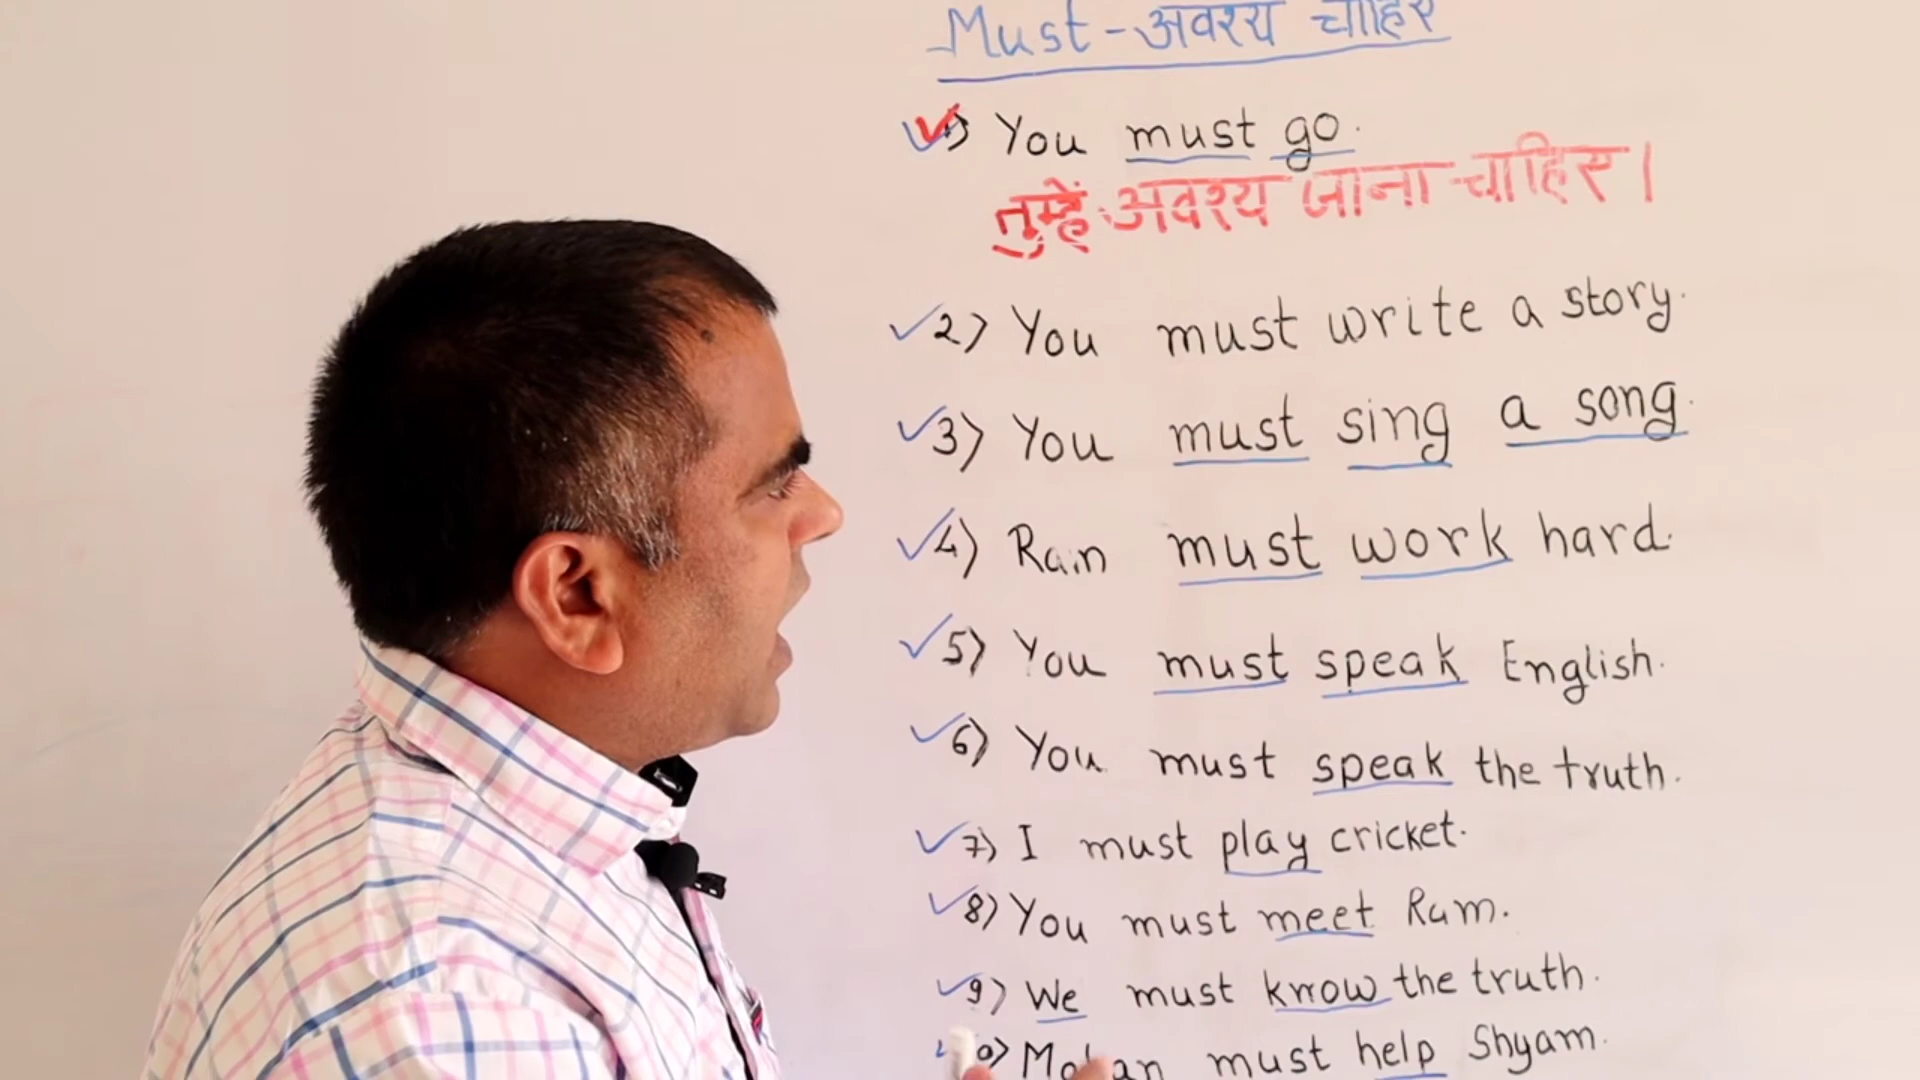 Must - अवश्य चाहिए
1) You must go.
तुम्हें अवश्य जाना चाहिए।
2) You must write a story.
3) You must sing a song.
4) Ram must work hard.
5) You must speak English.
6) You must speak the truth.
7) I must play cricket.
8) You must meet Ram.
9) We must know the truth.
must help Shyam.